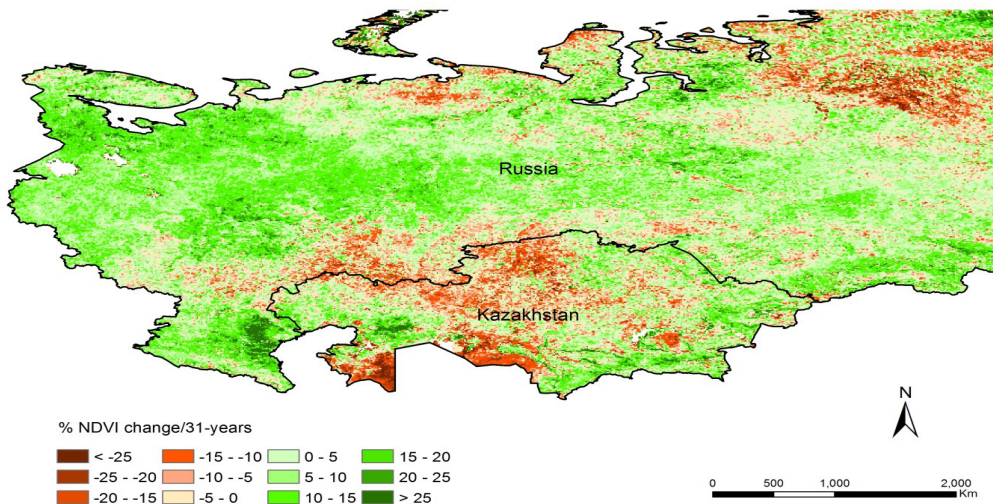 Russia
Kazakhstan
N
% NDVI change/31-years
< -25 -15 - -10 0 - 5 15 - 20
-25 - -20 -10 - -5 5 - 10 20 - 25
-20 - -15 -5 - 0 10 - 15 > 25
0 500 1,000 2,000
Km